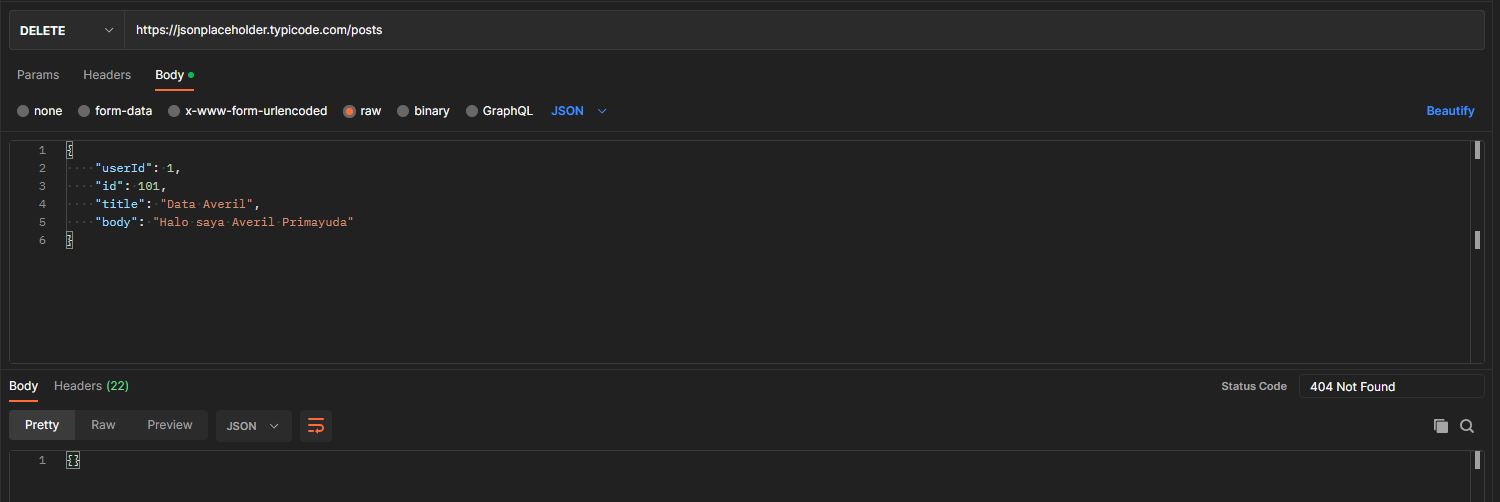 DELETE https://jsonplaceholder.typicode.com/posts
Params Headers Body
none form-data x-www-form-urlencoded raw binary GraphQL JSON Beautify
1 {
2 "userId": 1,
3 "id": 101,
4 "title": "Data Averil",
5 "body": "Halo saya Averil Primayuda"
6 }
Body Headers (22) Status Code 404 Not Found
Pretty Raw Preview JSON
1 {}